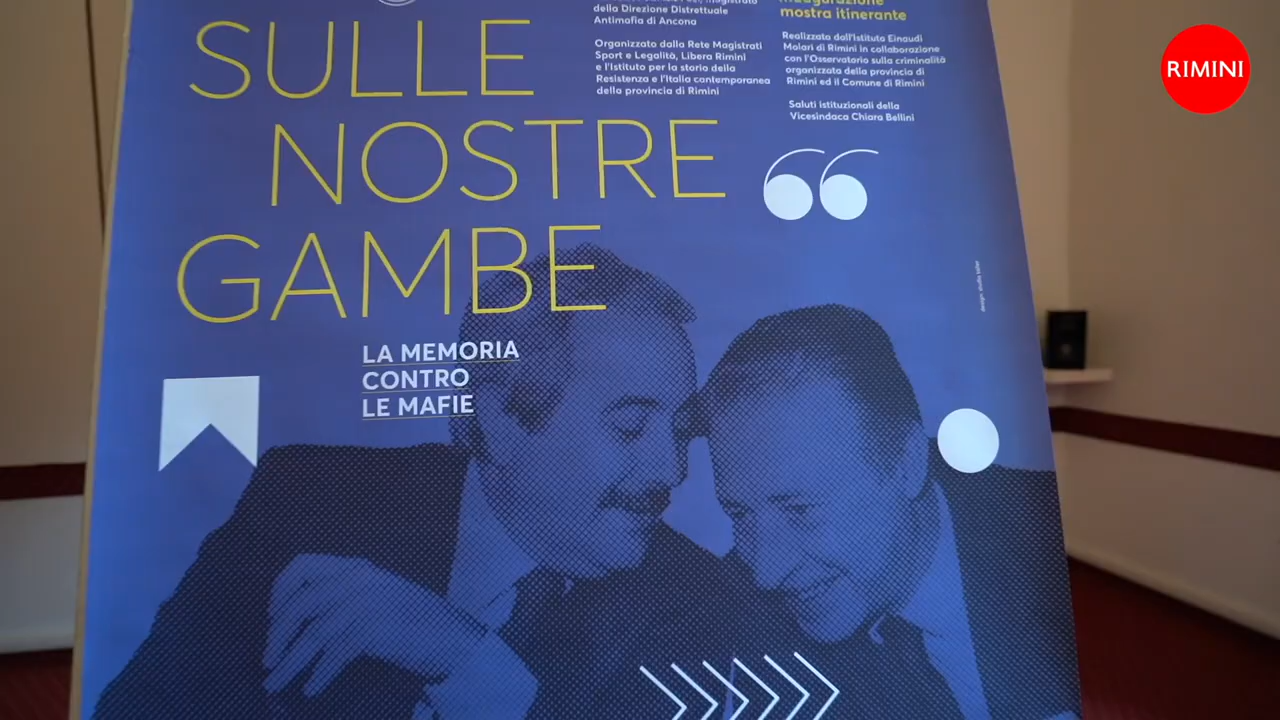 SULLE
NOSTRE
GAMBE
LA MEMORIA
CONTRO
LE MAFIE
della Direzione Distrettuale
Antimafia di Ancona
Organizzato dalla Rete Magistrati
Sport e Legalità, Libera Rimini
e l'Istituto per la storia della
Resistenza e l'Italia contemporanea
della provincia di Rimini
mostra itinerante
Realizzato dall'Istituto Einaudi
Molari di Rimini in collaborazione
con l'Osservatorio sulla criminalità
organizzata della provincia di
Rimini ed il Comune di Rimini
Saluti istituzionali della
Vicesindaca Chiara Bellini
RIMINI